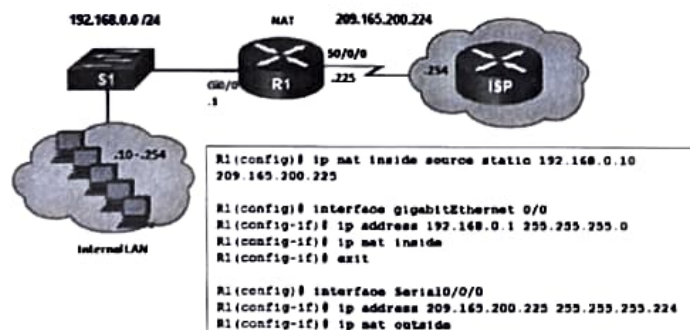 192.168.0.0 /24
NAT
209.165.200.224
S1
Gi0/0
.1
R1
S0/0/0
.225
.254
ISP
.10 - .254
Internal LAN
R1(config)# ip nat inside source static 192.168.0.10
209.165.200.225
R1(config)# interface gigabitEthernet 0/0
R1(config-if)# ip address 192.168.0.1 255.255.255.0
R1(config-if)# ip nat inside
R1(config-if)# exit
R1(config)# interface Serial0/0/0
R1(config-if)# ip address 209.165.200.225 255.255.255.224
R1(config-if)# ip nat outside